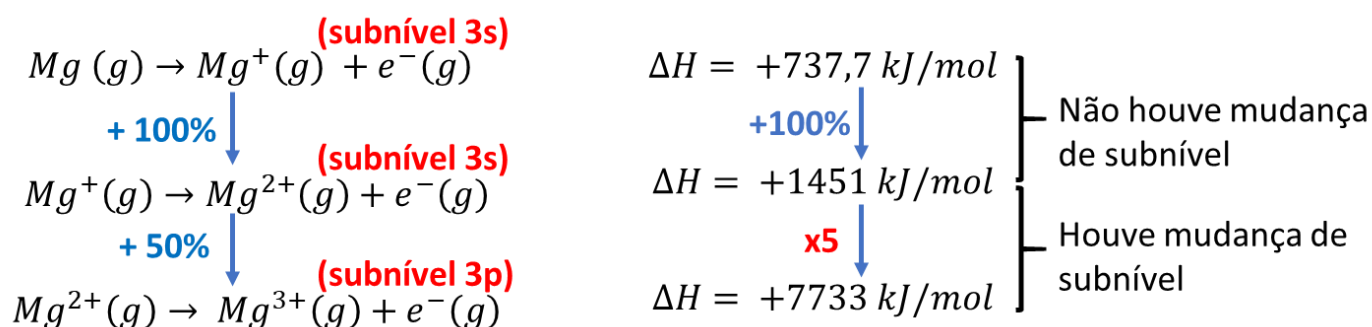 (subnível 3s)
Mg (g) → Mg⁺(g) + e⁻(g)
ΔH = +737,7 kJ/mol
+ 100%
+100%
Não houve mudança
de subnível
(subnível 3s)
Mg⁺(g) → Mg²⁺(g) + e⁻(g)
ΔH = +1451 kJ/mol
+ 50%
x5
Houve mudança de
subnível
(subnível 3p)
Mg²⁺(g) → Mg³⁺(g) + e⁻(g)
ΔH = +7733 kJ/mol